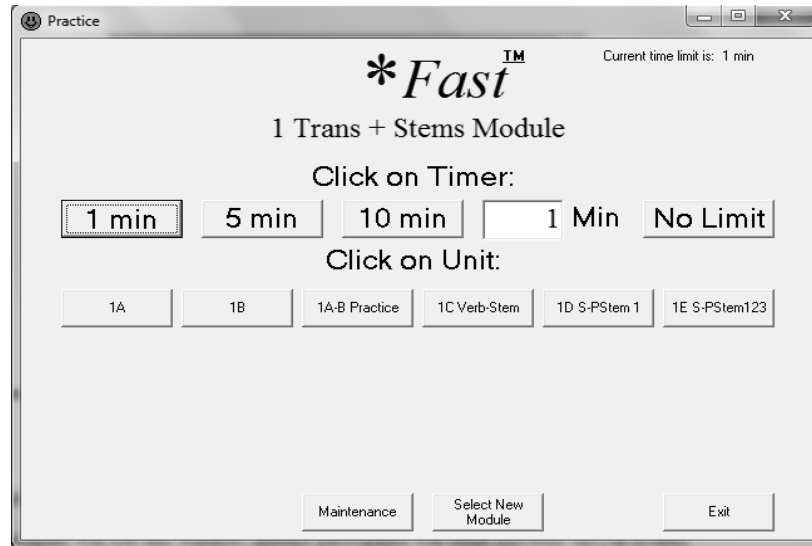 Practice
Current time limit is: 1 min
*Fast™
1 Trans + Stems Module
Click on Timer:
1 min 5 min 10 min 1 Min No Limit
Click on Unit:
1A 1B 1A-B Practice 1C Verb-Stem 1D S-PStem 1 1E S-PStem123
Maintenance Select New Module Exit